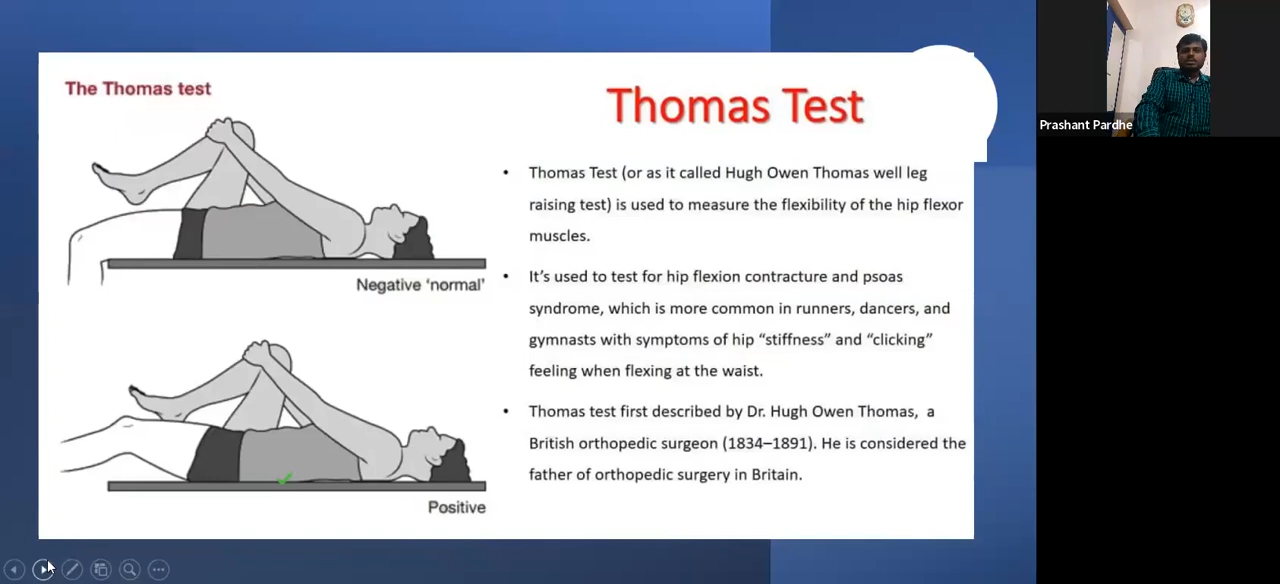 The Thomas test
Thomas Test
Negative ‘normal’
Positive
• Thomas Test (or as it called Hugh Owen Thomas well leg
raising test) is used to measure the flexibility of the hip flexor
muscles.
• It’s used to test for hip flexion contracture and psoas
syndrome, which is more common in runners, dancers, and
gymnasts with symptoms of hip “stiffness” and “clicking”
feeling when flexing at the waist.
• Thomas test first described by Dr. Hugh Owen Thomas, a
British orthopedic surgeon (1834–1891). He is considered the
father of orthopedic surgery in Britain.
Prashant Pardhe